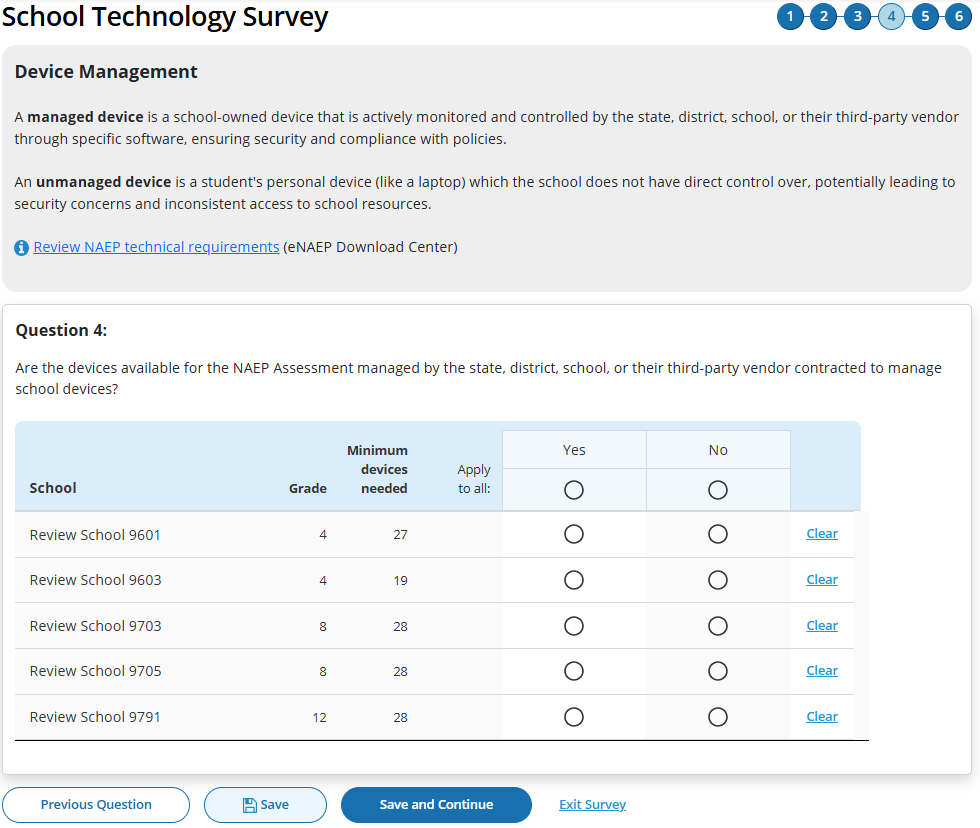 School Technology Survey
1 2 3 4 5 6
Device Management
A managed device is a school-owned device that is actively monitored and controlled by the state, district, school, or their third-party vendor
through specific software, ensuring security and compliance with policies.
An unmanaged device is a student's personal device (like a laptop) which the school does not have direct control over, potentially leading to
security concerns and inconsistent access to school resources.
Review NAEP technical requirements (eNAEP Download Center)
Question 4:
Are the devices available for the NAEP Assessment managed by the state, district, school, or their third-party vendor contracted to manage
school devices?
School Grade Minimum devices needed Apply to all: Yes No
Review School 9601 4 27 Clear
Review School 9603 4 19 Clear
Review School 9703 8 28 Clear
Review School 9705 8 28 Clear
Review School 9791 12 28 Clear
Previous Question Save Save and Continue Exit Survey